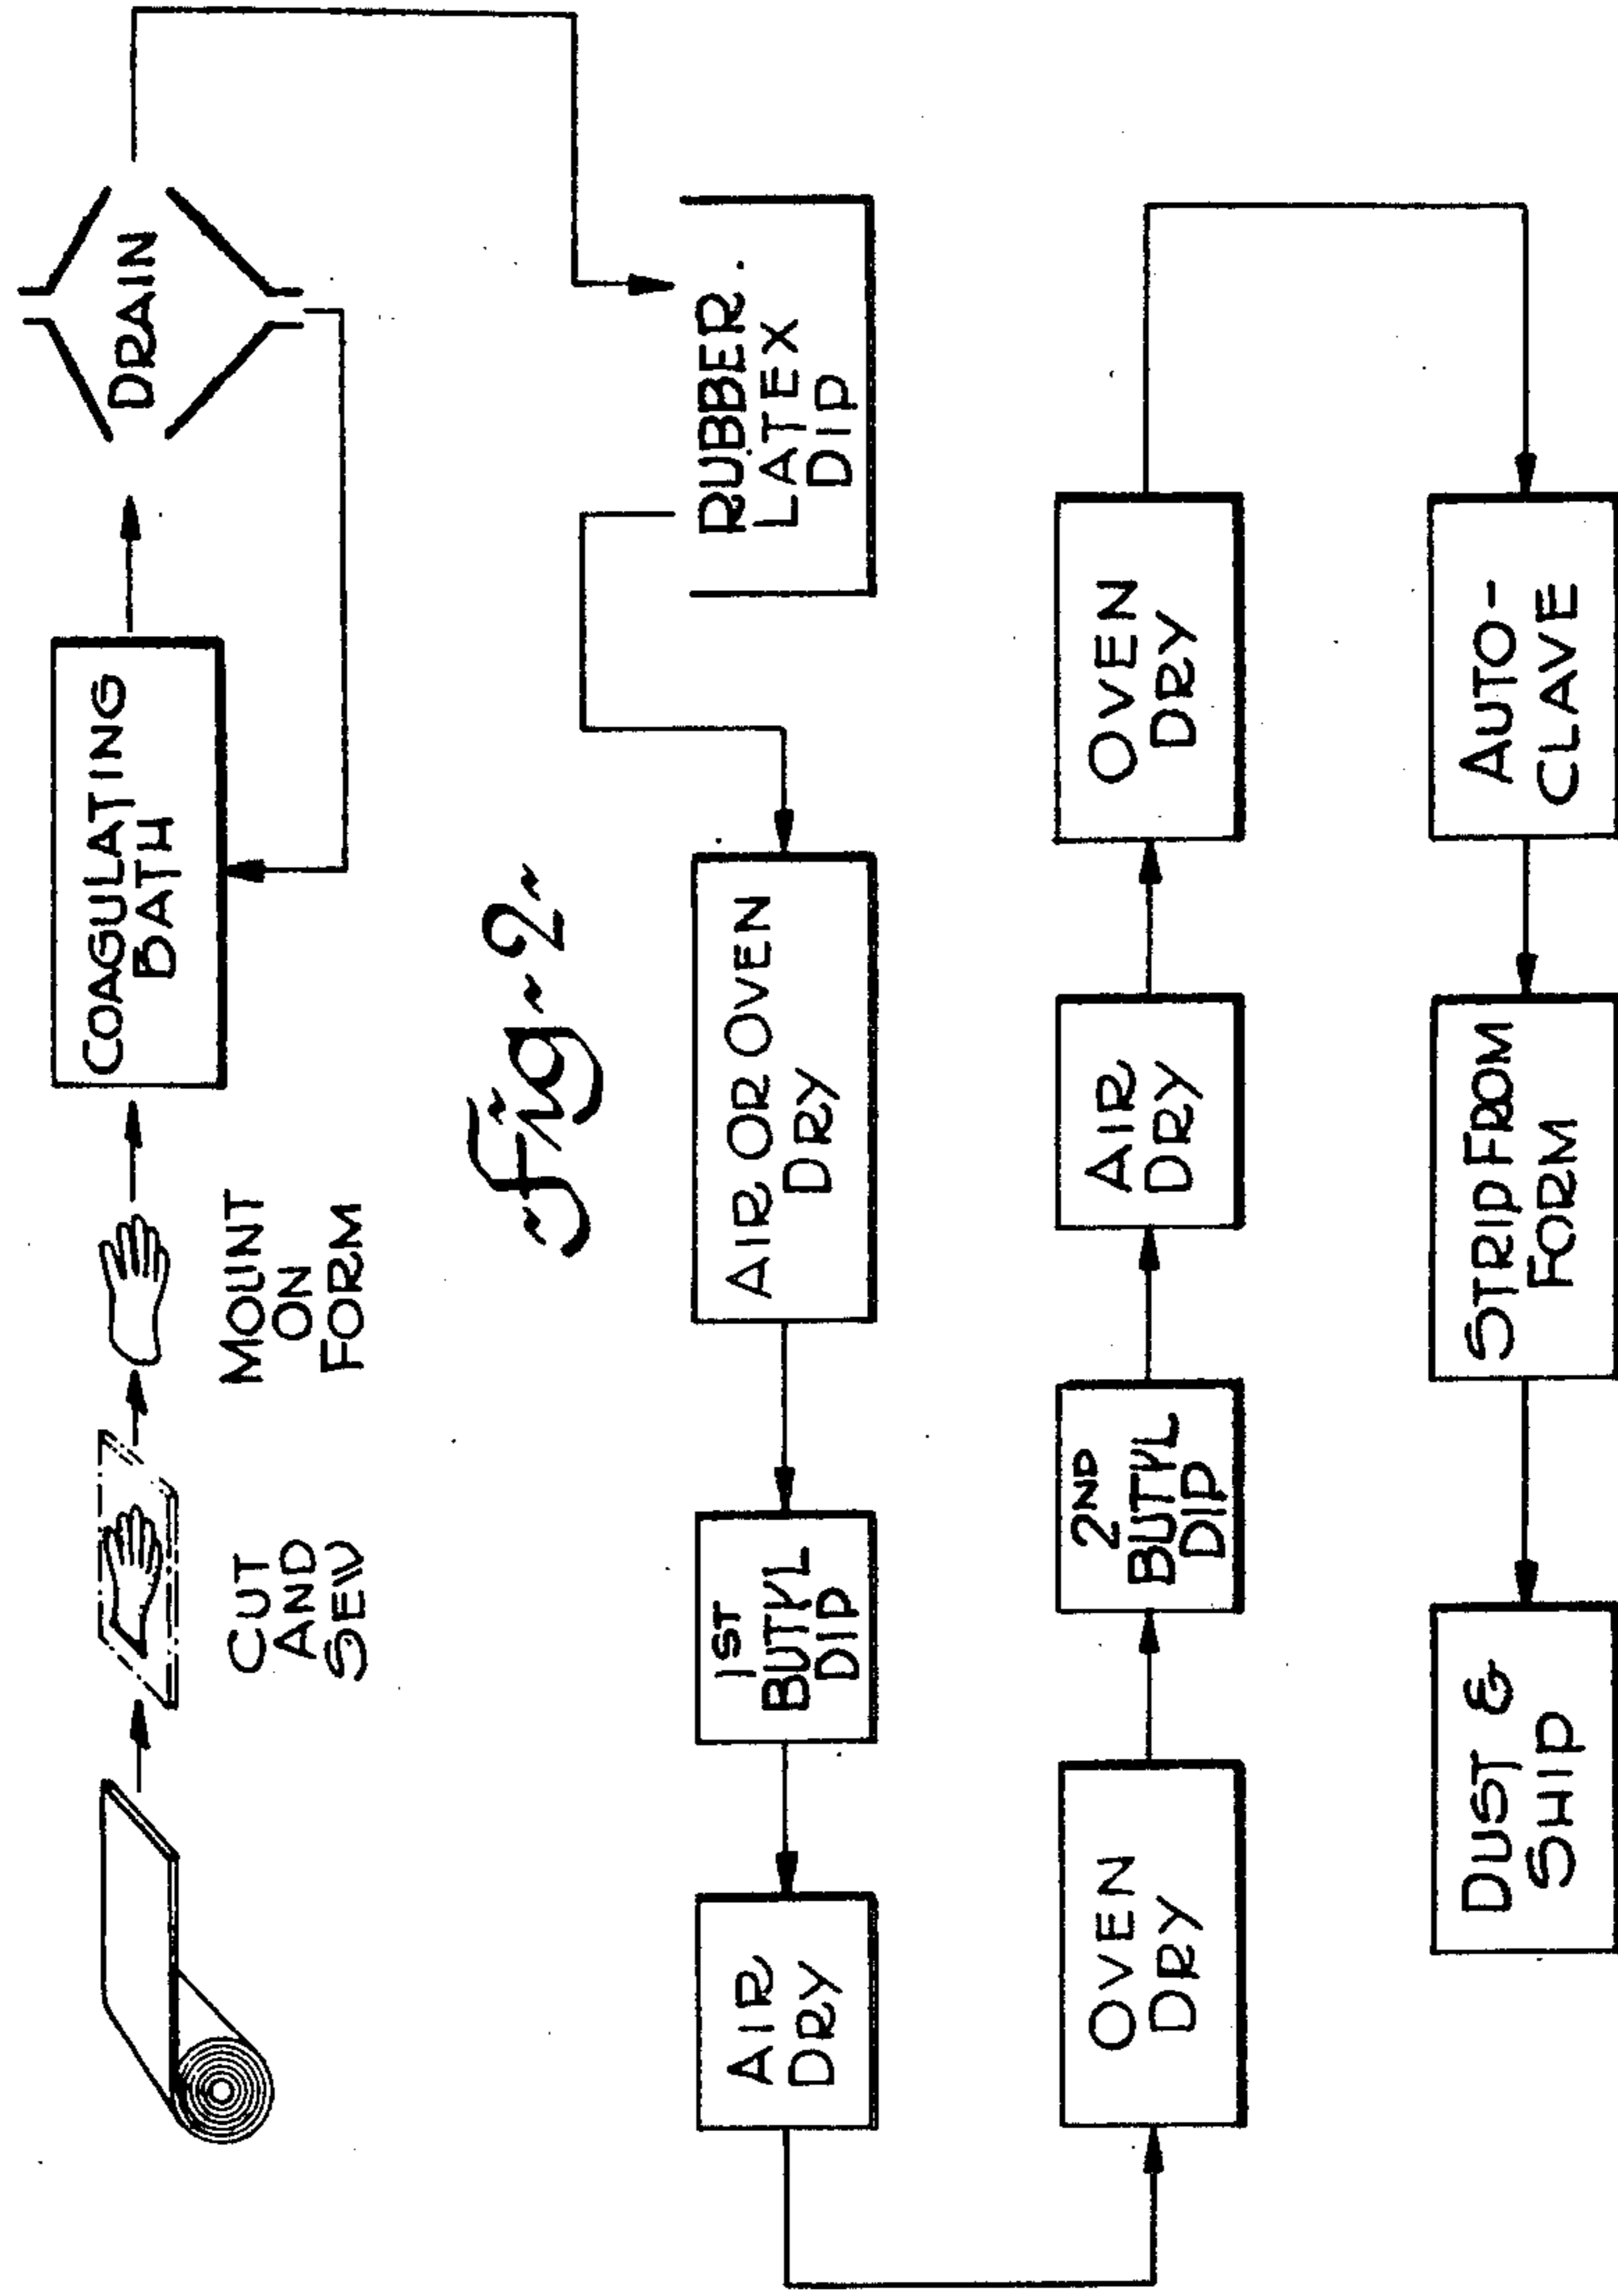 CUT
AND
SEW
MOUNT
ON
FORM
COAGULATING
BATH
DRAIN
~Fig~2~
RUBBER
LATEX
DIP
AIR OR OVEN
DRY
1ST
BUTYL
DIP
AIR
DRY
OVEN
DRY
2ND
BUTYL
DIP
AIR
DRY
OVEN
DRY
AUTO-
CLAVE
STRIP FROM
FORM
DUST &
SHIP